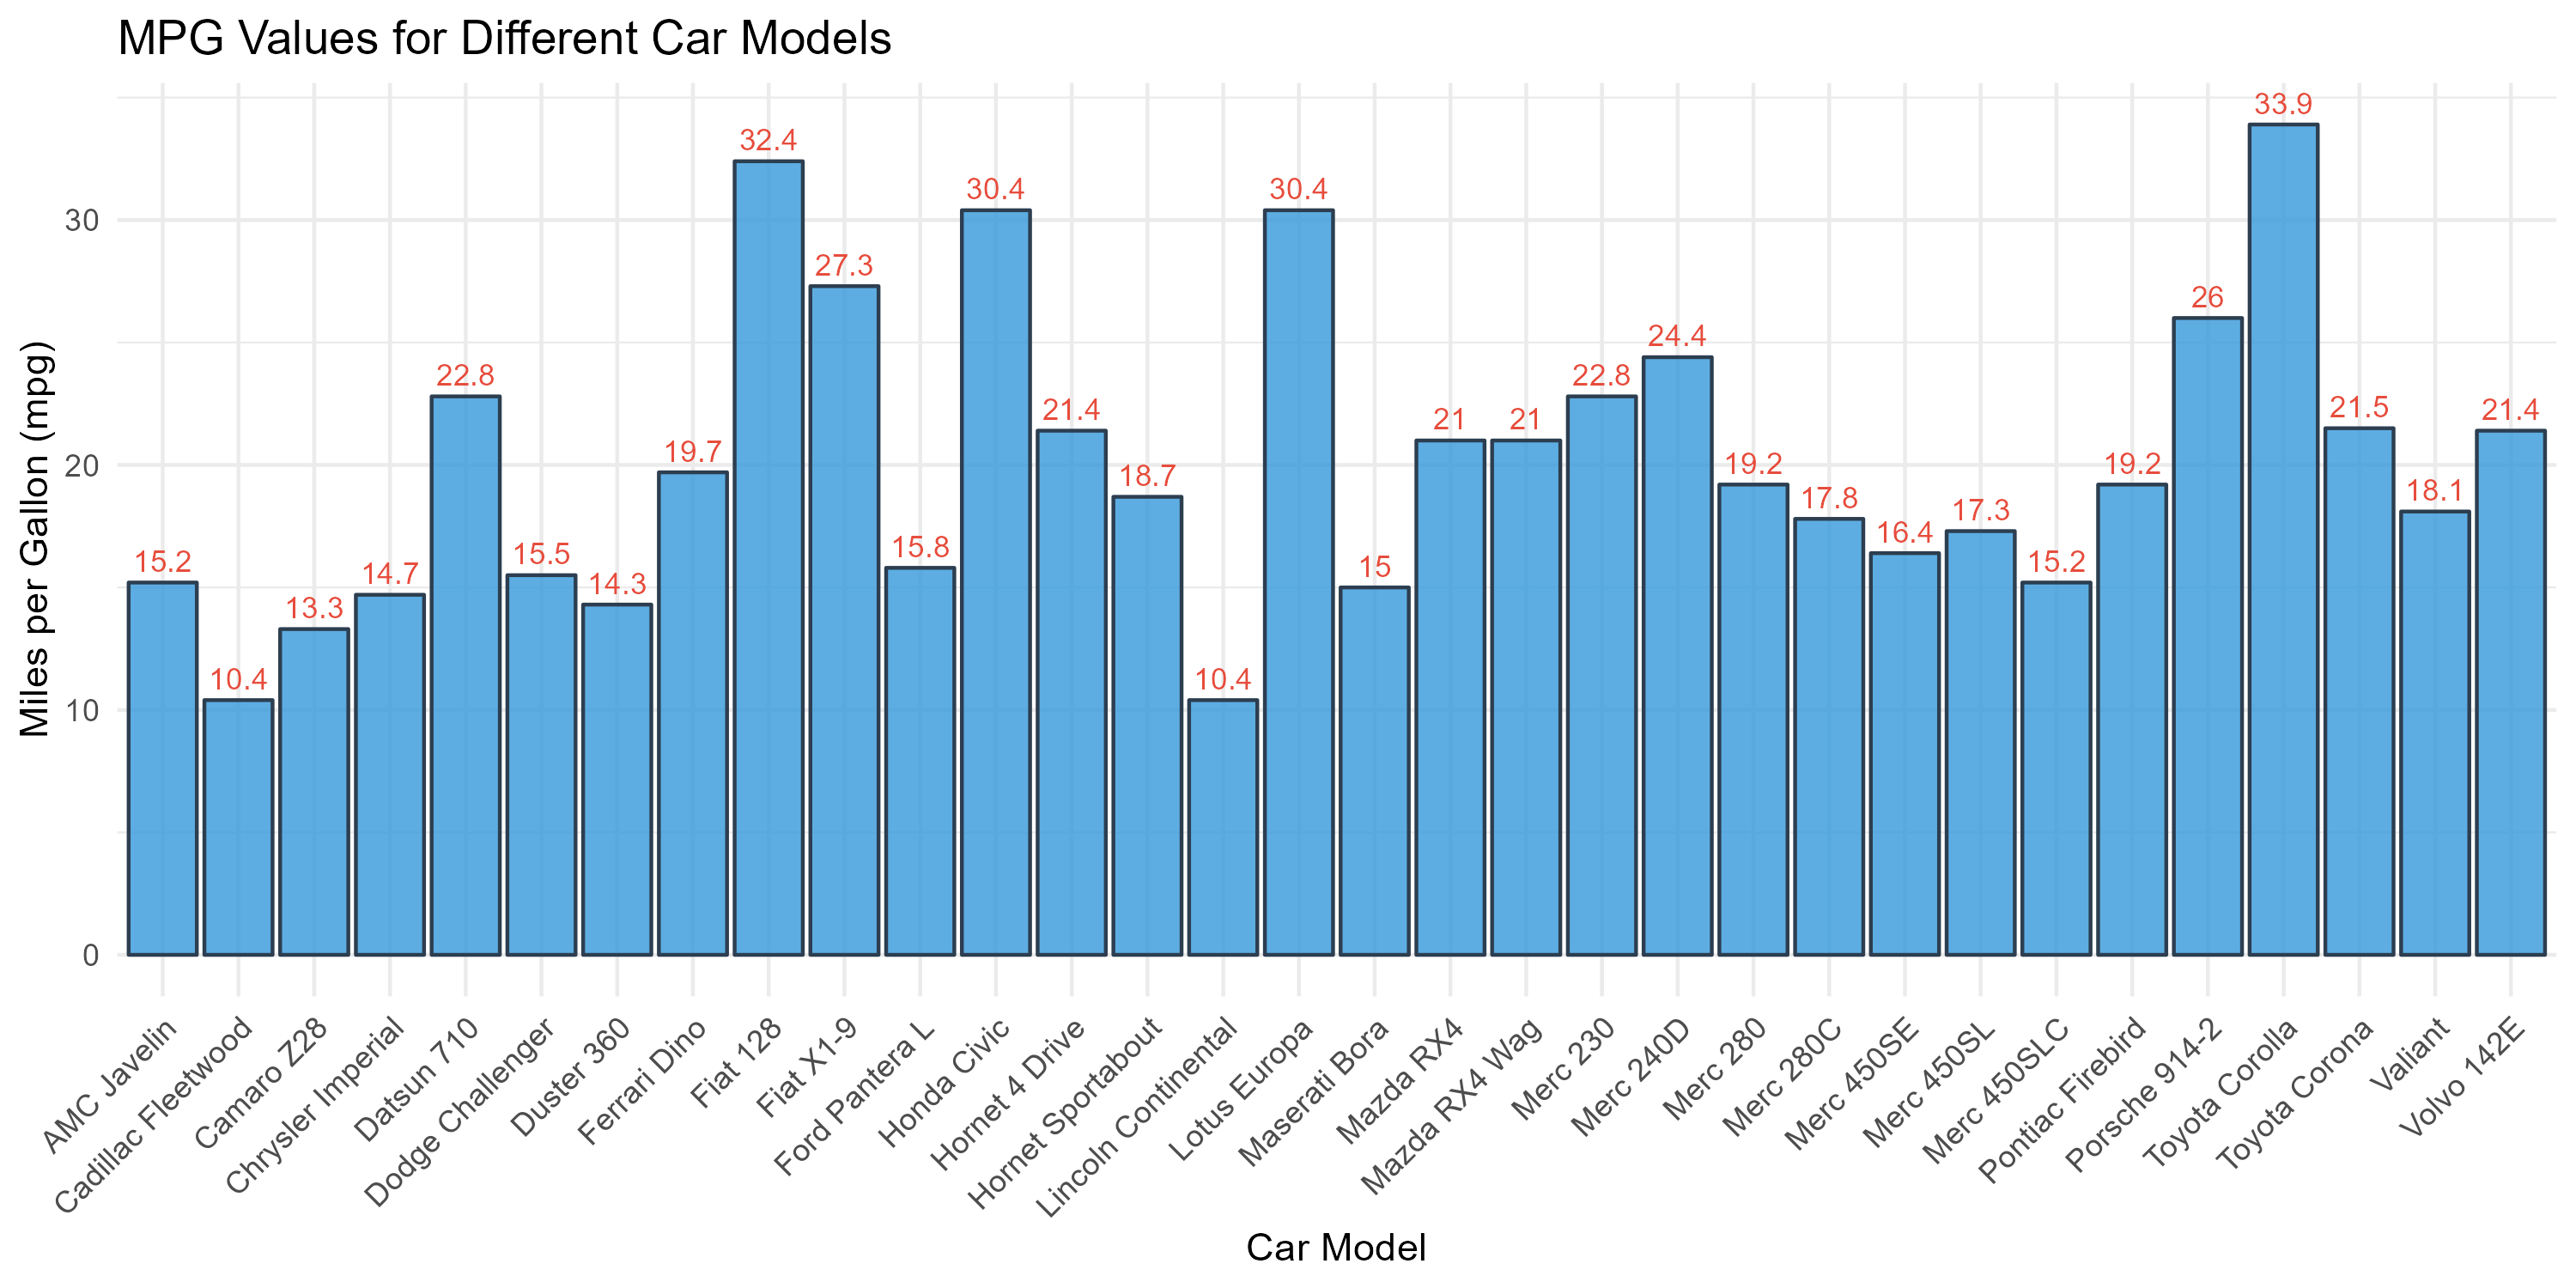 MPG Values for Different Car Models
Miles per Gallon (mpg)
30
20
10
0
15.2
10.4
13.3
14.7
22.8
15.5
14.3
19.7
32.4
27.3
15.8
30.4
21.4
18.7
10.4
30.4
15
21
21
22.8
24.4
19.2
17.8
16.4
17.3
15.2
19.2
26
33.9
21.5
18.1
21.4
AMC Javelin
Cadillac Fleetwood
Camaro Z28
Chrysler Imperial
Datsun 710
Dodge Challenger
Duster 360
Ferrari Dino
Fiat 128
Fiat X1-9
Ford Pantera L
Honda Civic
Hornet 4 Drive
Hornet Sportabout
Lincoln Continental
Lotus Europa
Maserati Bora
Mazda RX4
Mazda RX4 Wag
Merc 230
Merc 240D
Merc 280
Merc 280C
Merc 450SE
Merc 450SL
Merc 450SLC
Pontiac Firebird
Porsche 914-2
Toyota Corolla
Toyota Corona
Valiant
Volvo 142E
Car Model